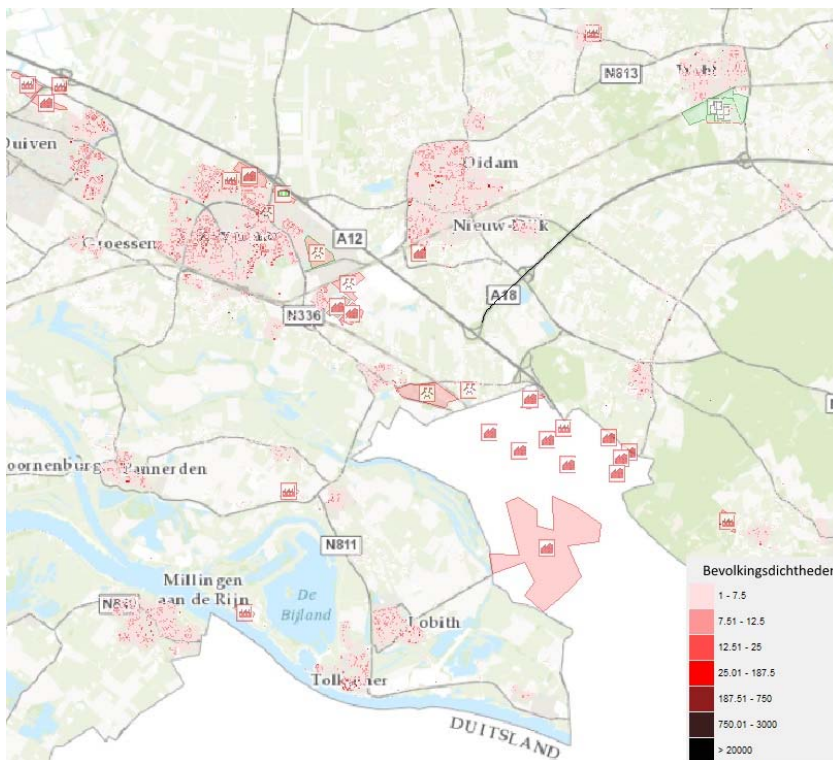 N813
Duiven
Didam
Groessen
A12
Nieuw-Dijk
A18
N336
Pannerden
N811
Millingen
aan de Rijn
De
Bijland
Lobith
DUITSLAND
Bevolkingsdichtheden
1 - 7.5
7.51 - 12.5
12.51 - 25
25.01 - 187.5
187.51 - 750
750.01 - 3000
> 20000